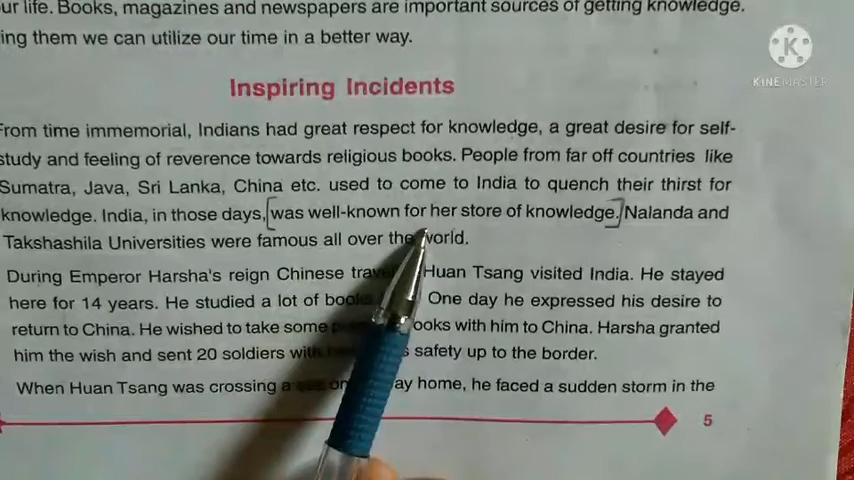 ur life. Books, magazines and newspapers are important sources of getting knowledge.
ing them we can utilize our time in a better way.
KINEMASTER
Inspiring Incidents
From time immemorial, Indians had great respect for knowledge, a great desire for self-
study and feeling of reverence towards religious books. People from far off countries like
Sumatra, Java, Sri Lanka, China etc. used to come to India to quench their thirst for
knowledge. India, in those days, [was well-known for her store of knowledge.] Nalanda and
Takshashila Universities were famous all over the world.
During Emperor Harsha's reign Chinese Huan Tsang visited India. He stayed
here for 14 years. He studied a lot of books One day he expressed his desire to
return to China. He wished to take some books with him to China. Harsha granted
him the wish and sent 20 soldiers with safety up to the border.
When Huan Tsang was crossing a home, he faced a sudden storm in the
5